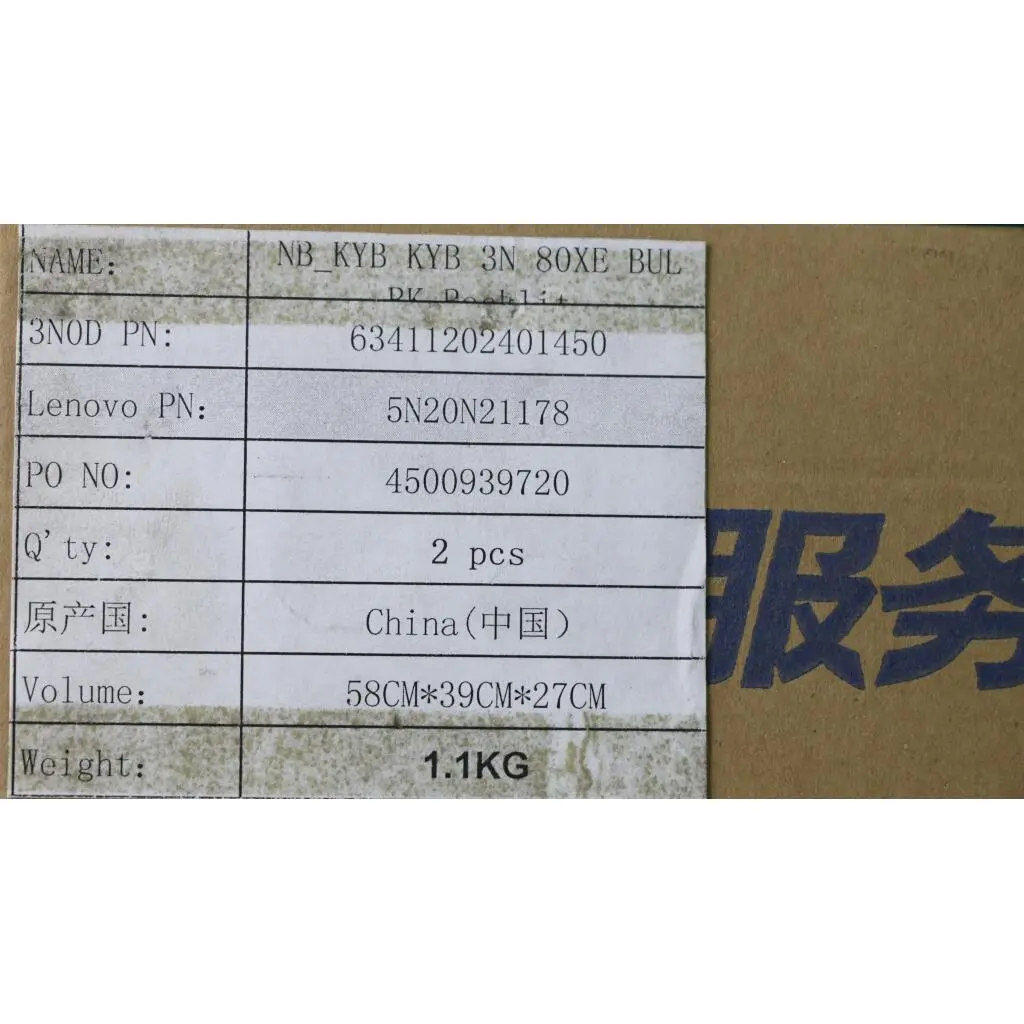 NAME: NB_KYB KYB 3N 80XE BUL
3NOD PN: 63411202401450
Lenovo PN: 5N20N21178
PO NO: 4500939720
Q'ty: 2 pcs
原产国: China(中国)
Volume: 58CM*39CM*27CM
Weight: 1.1KG
服务